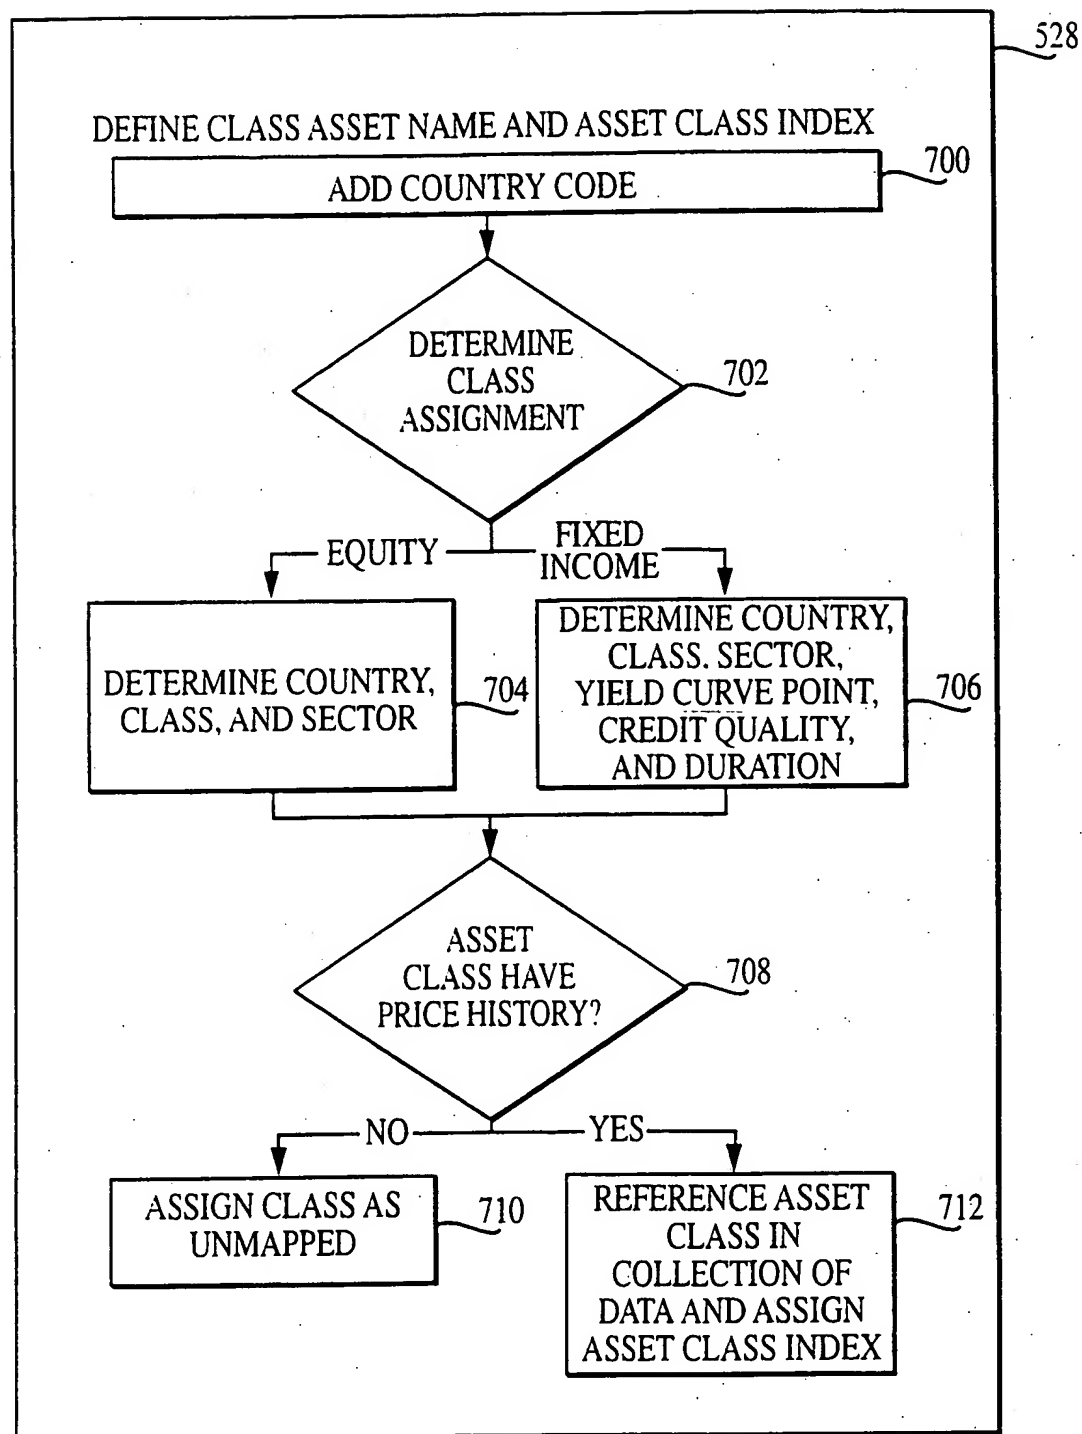 528
DEFINE CLASS ASSET NAME AND ASSET CLASS INDEX
ADD COUNTRY CODE
700
DETERMINE
CLASS
ASSIGNMENT
702
EQUITY
FIXED
INCOME
DETERMINE COUNTRY,
CLASS, AND SECTOR
704
DETERMINE COUNTRY,
CLASS. SECTOR,
YIELD CURVE POINT,
CREDIT QUALITY,
AND DURATION
706
ASSET
CLASS HAVE
PRICE HISTORY?
708
NO
YES
ASSIGN CLASS AS
UNMAPPED
710
REFERENCE ASSET
CLASS IN
COLLECTION OF
DATA AND ASSIGN
ASSET CLASS INDEX
712